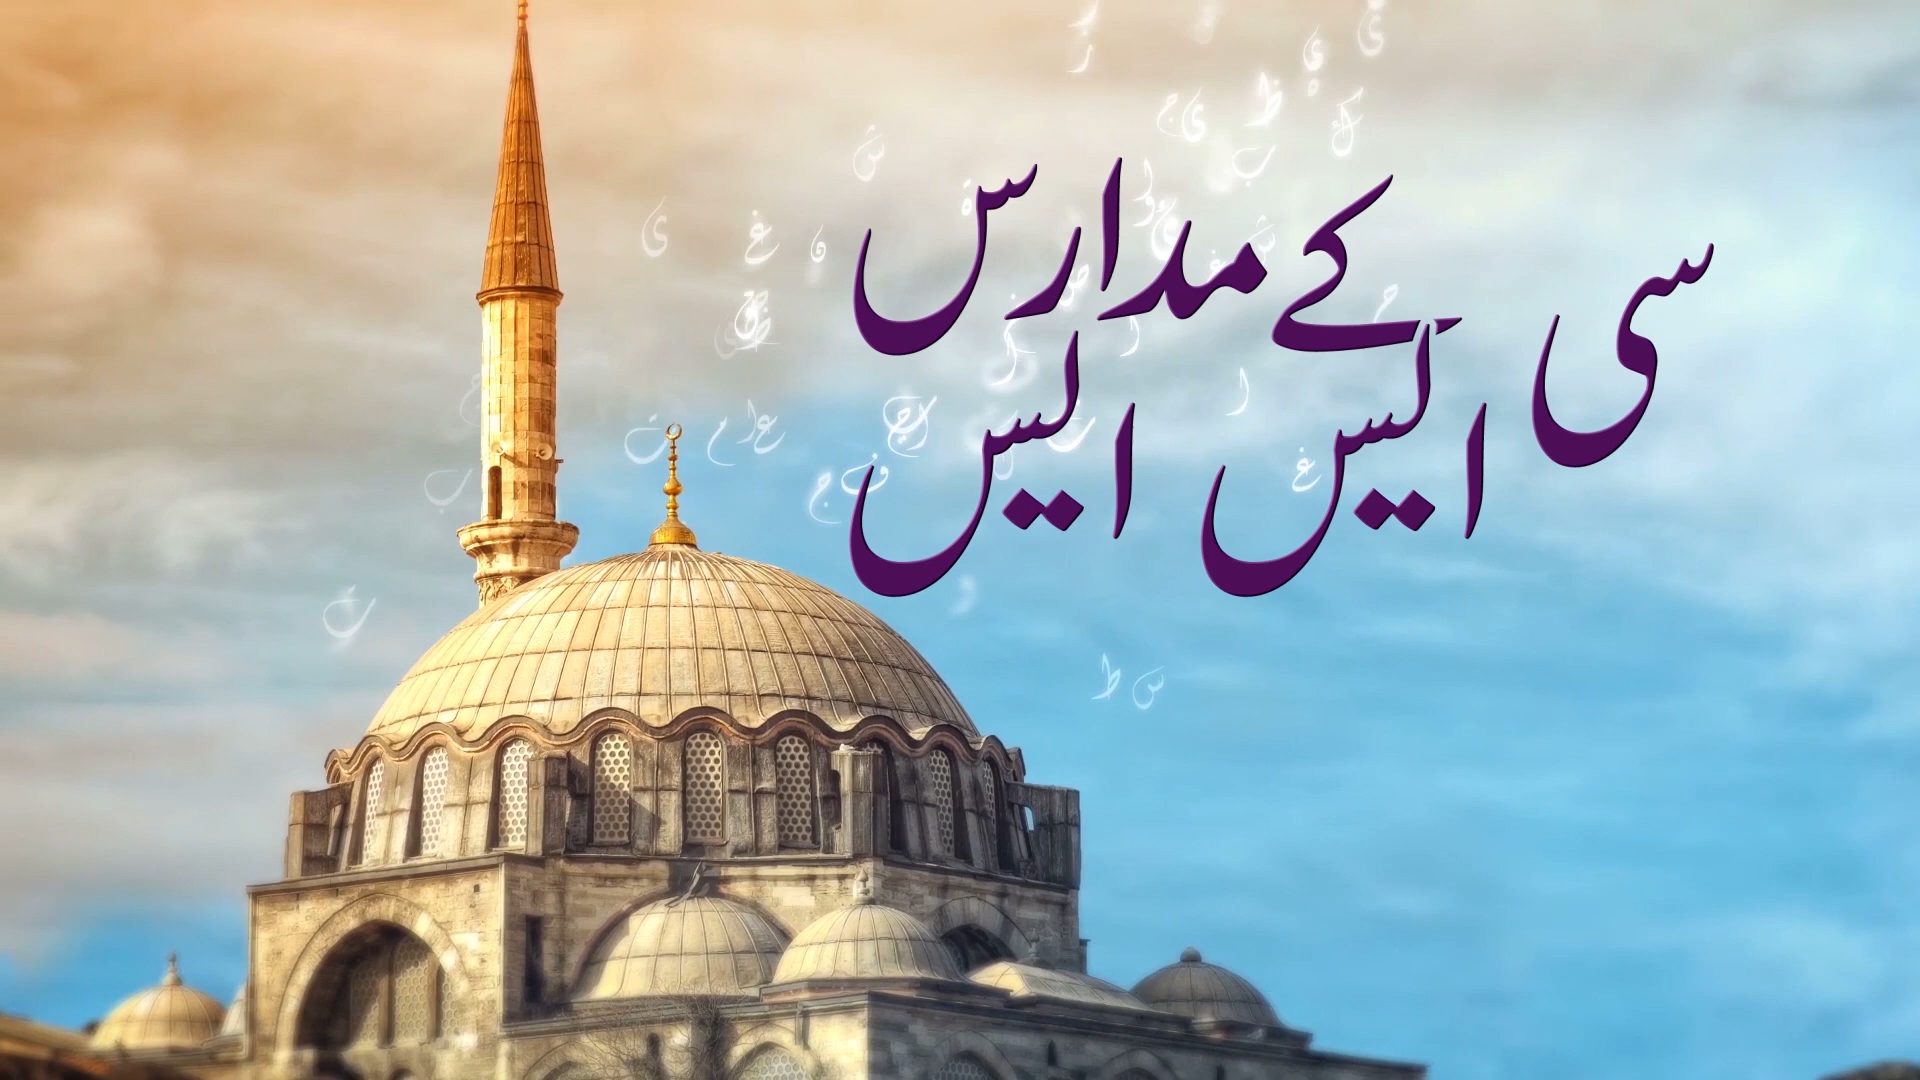 سی ایس ایس کے مدارس